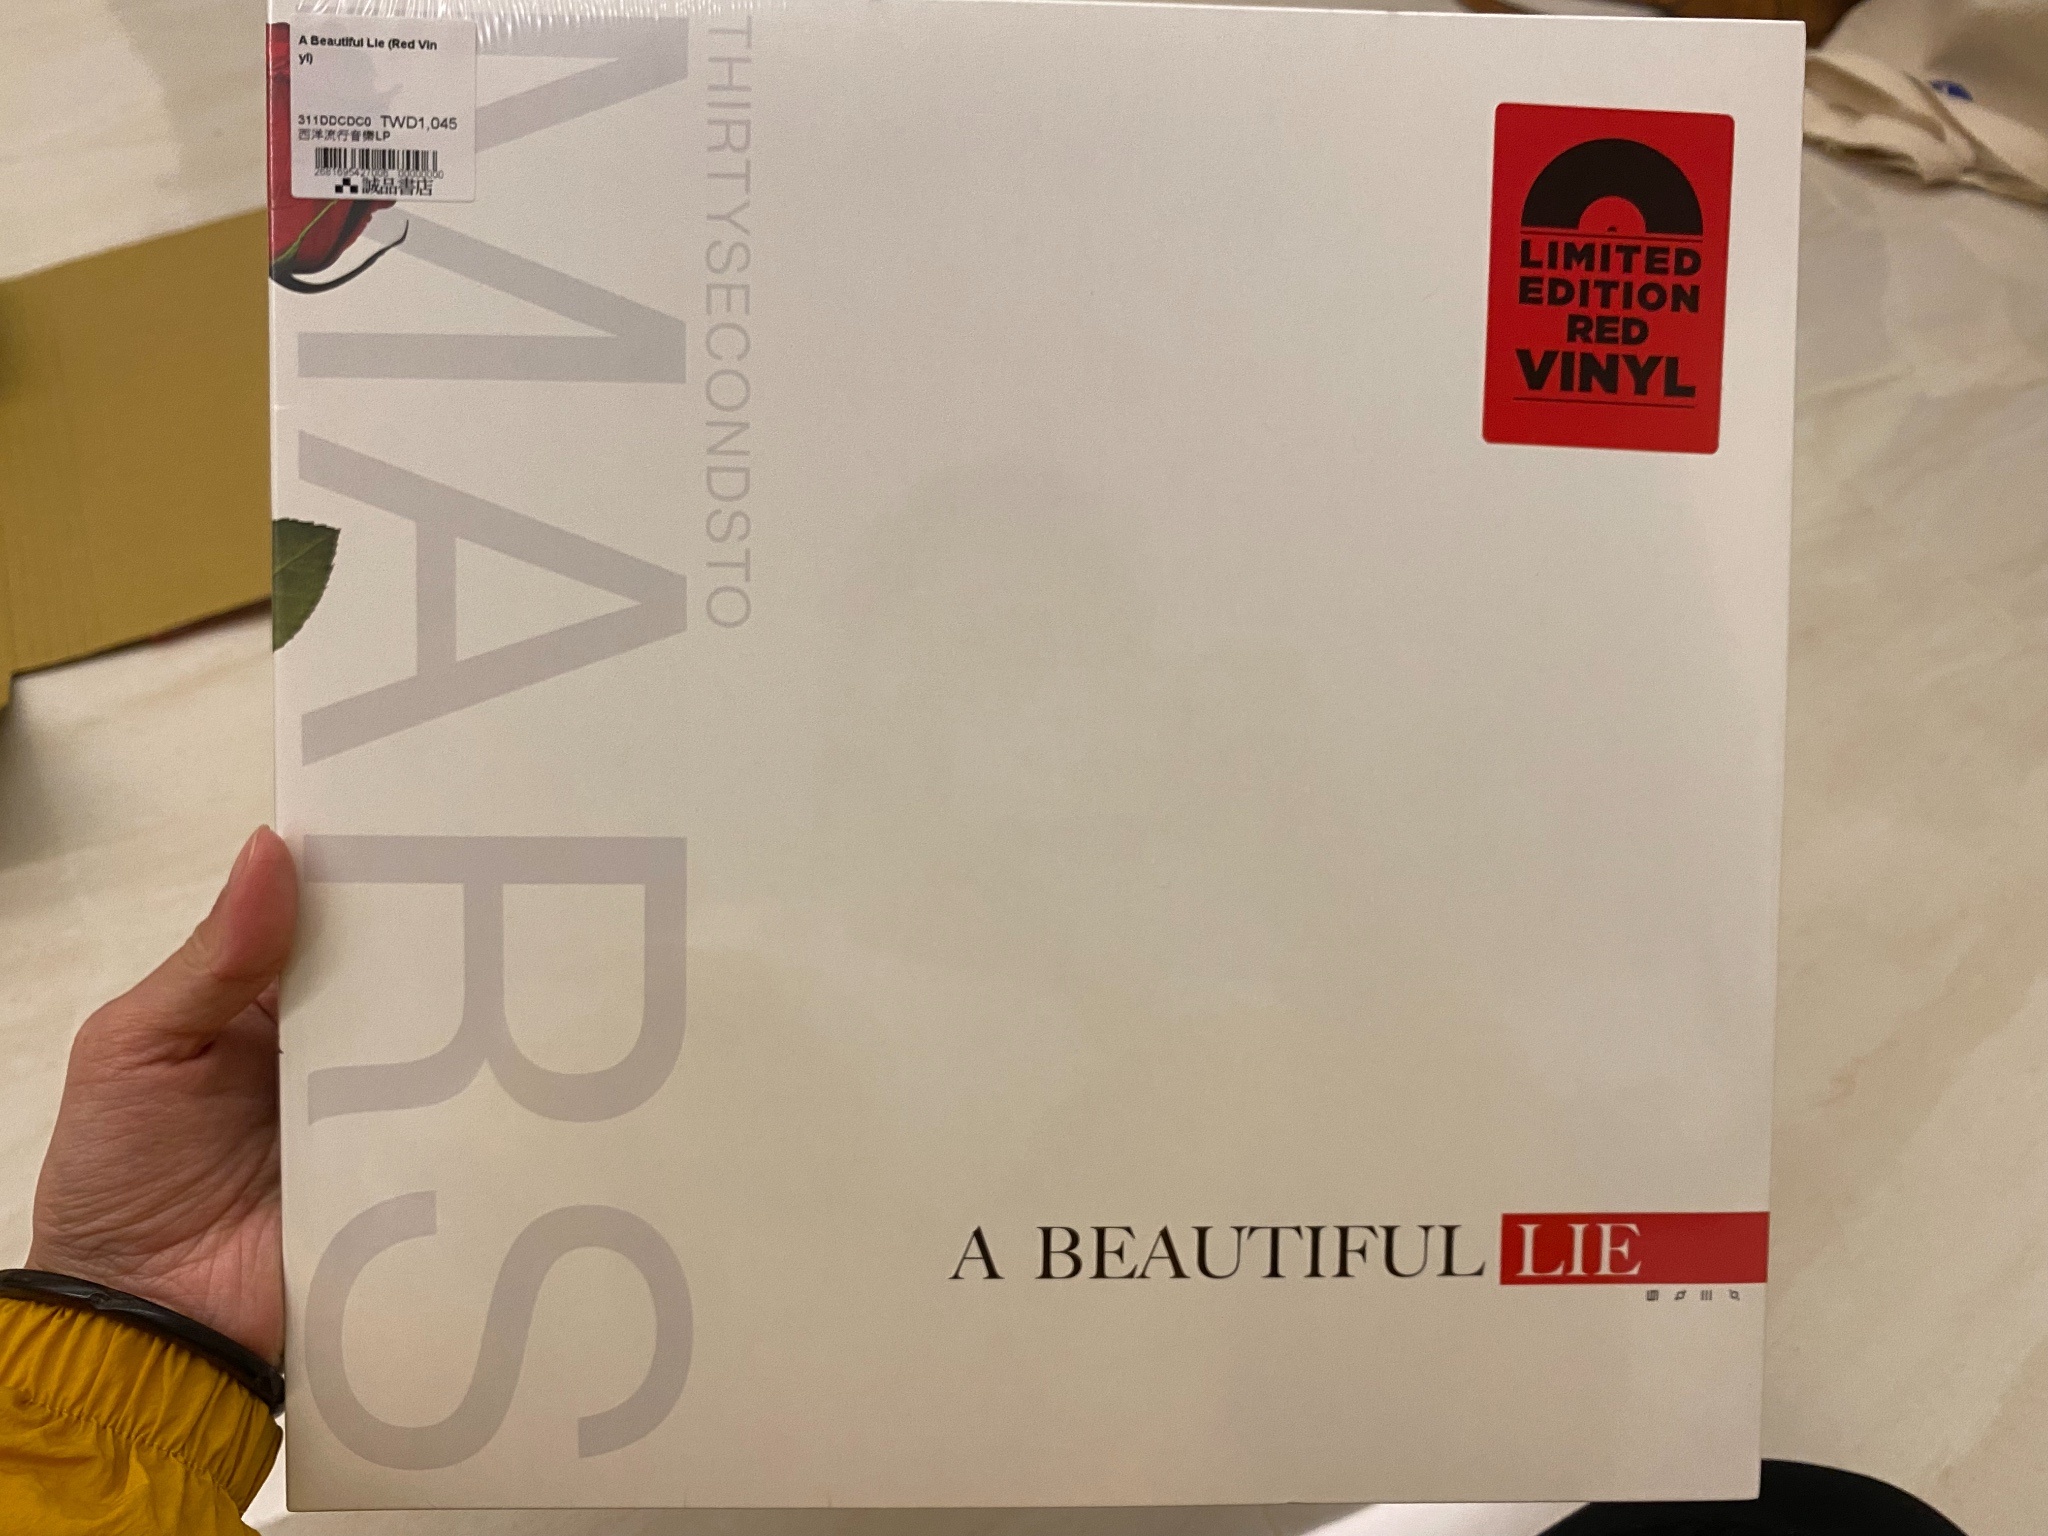 A Beautiful Lie (Red Vin
yl)
311DDCDC0 TWD1,045
西洋流行音樂LP
誠品書店
THIRTYSECONDSTO
MARS
LIMITED
EDITION
RED
VINYL
A BEAUTIFUL LIE